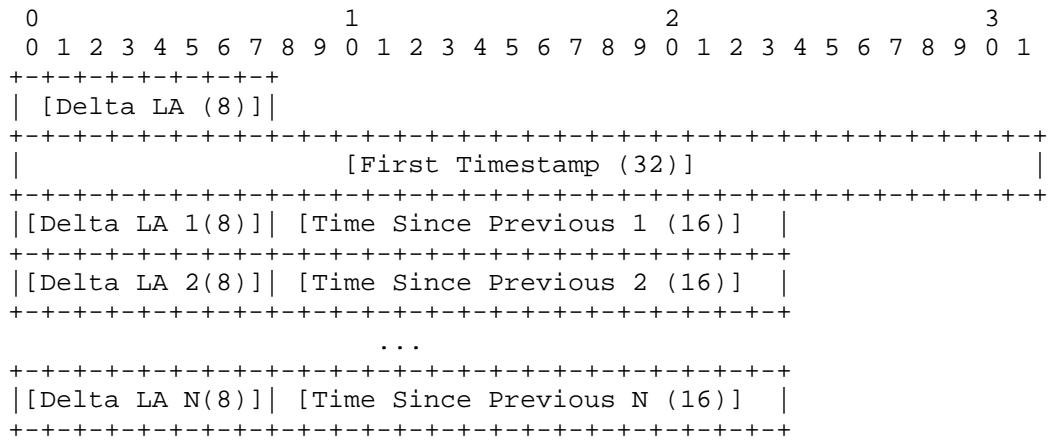 0                   1                   2                   3
 0 1 2 3 4 5 6 7 8 9 0 1 2 3 4 5 6 7 8 9 0 1 2 3 4 5 6 7 8 9 0 1
+-+-+-+-+-+-+-+-+
| [Delta LA (8)]|
+-+-+-+-+-+-+-+-+-+-+-+-+-+-+-+-+-+-+-+-+-+-+-+-+-+-+-+-+-+-+-+-+
|                    [First Timestamp (32)]                     |
+-+-+-+-+-+-+-+-+-+-+-+-+-+-+-+-+-+-+-+-+-+-+-+-+-+-+-+-+-+-+-+-+
|[Delta LA 1(8)]| [Time Since Previous 1 (16)]  |
+-+-+-+-+-+-+-+-+-+-+-+-+-+-+-+-+-+-+-+-+-+-+-+-+
|[Delta LA 2(8)]| [Time Since Previous 2 (16)]  |
+-+-+-+-+-+-+-+-+-+-+-+-+-+-+-+-+-+-+-+-+-+-+-+-+
                       ...
+-+-+-+-+-+-+-+-+-+-+-+-+-+-+-+-+-+-+-+-+-+-+-+-+
|[Delta LA N(8)]| [Time Since Previous N (16)]  |
+-+-+-+-+-+-+-+-+-+-+-+-+-+-+-+-+-+-+-+-+-+-+-+-+